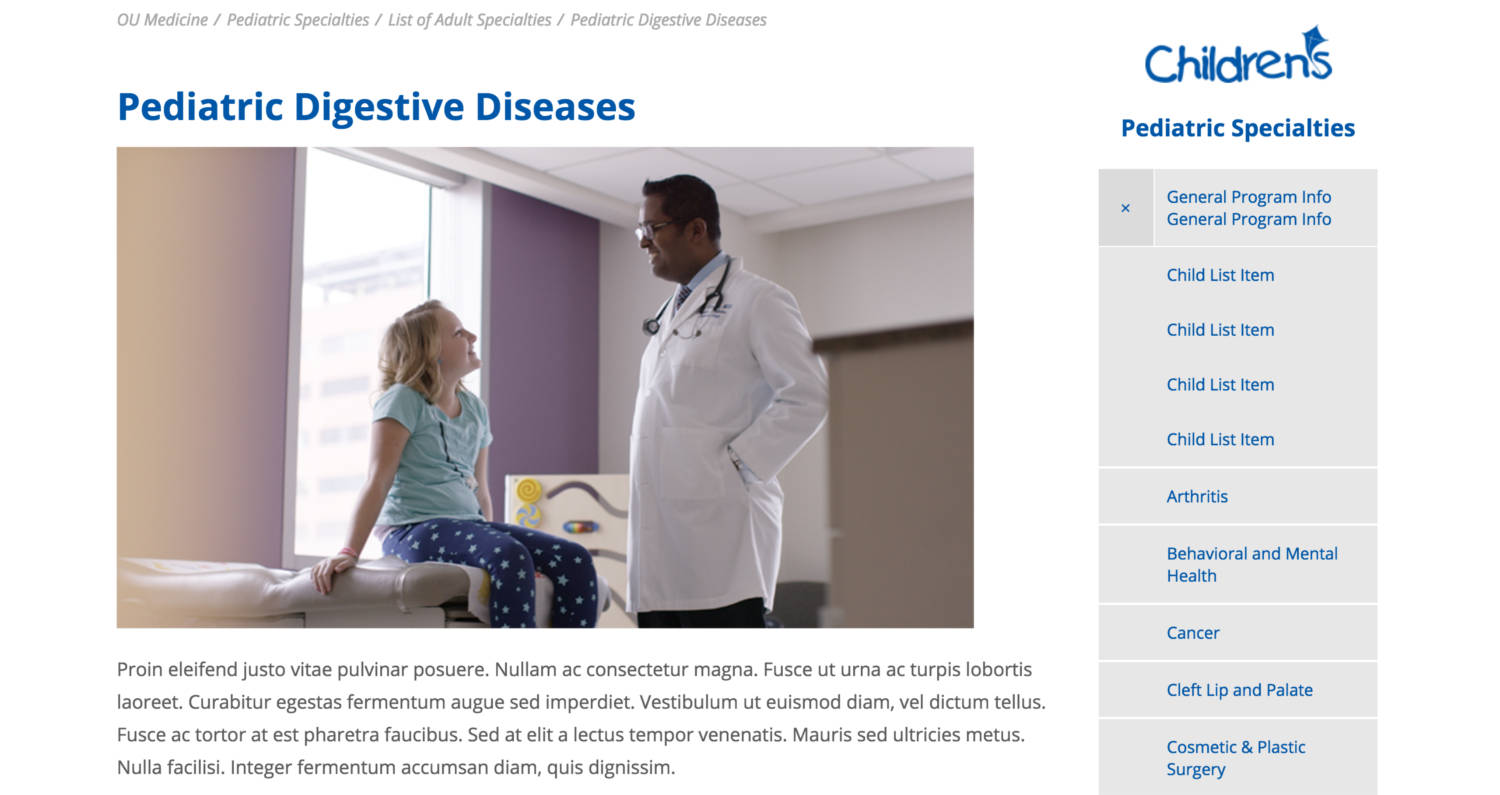 OU Medicine / Pediatric Specialties / List of Adult Specialties / Pediatric Digestive Diseases
Pediatric Digestive Diseases
Proin eleifend justo vitae pulvinar posuere. Nullam ac consectetur magna. Fusce ut urna ac turpis lobortis
laoreet. Curabitur egestas fermentum augue sed imperdiet. Vestibulum ut euismod diam, vel dictum tellus.
Fusce ac tortor at est pharetra faucibus. Sed at elit a lectus tempor venenatis. Mauris sed ultricies metus.
Nulla facilisi. Integer fermentum accumsan diam, quis dignissim.
Children's
Pediatric Specialties
× General Program Info
General Program Info
Child List Item
Child List Item
Child List Item
Child List Item
Arthritis
Behavioral and Mental
Health
Cancer
Cleft Lip and Palate
Cosmetic & Plastic
Surgery